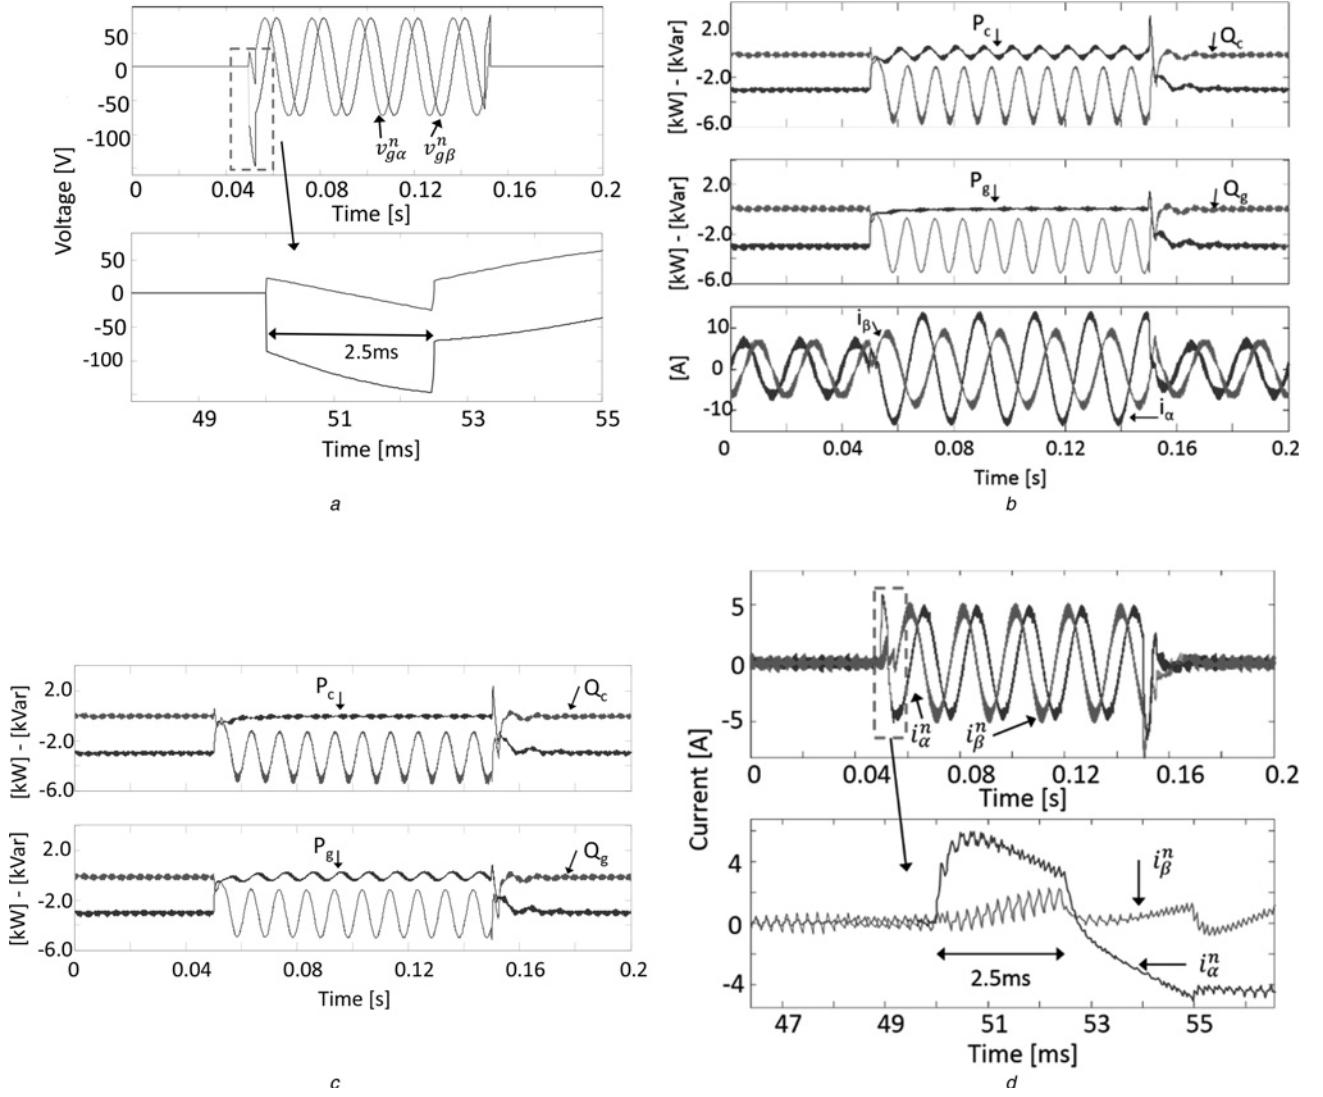 Voltage [V]
50
0
-50
-100
v_{gα}^{n} v_{gβ}^{n}
0 0.04 0.08 0.12 0.16 0.2
Time [s]
50
0
-50
-100
2.5ms
49 51 53 55
Time [ms]
a
[kW] - [kVar]
2.0
-2.0
-6.0
P_c Q_c
[kW] - [kVar]
2.0
-2.0
-6.0
P_g Q_g
[A]
10
0
-10
i_β
i_α
0 0.04 0.08 0.12 0.16 0.2
Time [s]
b
[kW] - [kVar]
2.0
-2.0
-6.0
P_c Q_c
[kW] - [kVar]
2.0
-2.0
-6.0
P_g Q_g
0 0.04 0.08 0.12 0.16 0.2
Time [s]
c
Current [A]
5
0
-5
i_α^n i_β^n
0 0.04 0.08 0.12 0.16 0.2
Time [s]
4
0
-4
i_β^n
2.5ms
i_α^n
47 49 51 53 55
Time [ms]
d